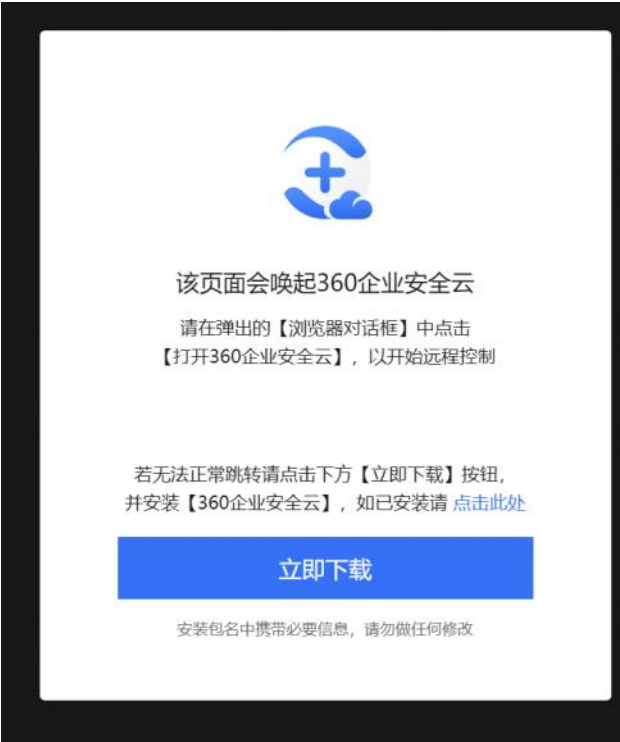 该页面会唤起360企业安全云
请在弹出的【浏览器对话框】中点击
【打开360企业安全云】，以开始远程控制
若无法正常跳转请点击下方【立即下载】按钮，
并安装【360企业安全云】，如已安装请 点击此处
立即下载
安装包名中携带必要信息，请勿做任何修改